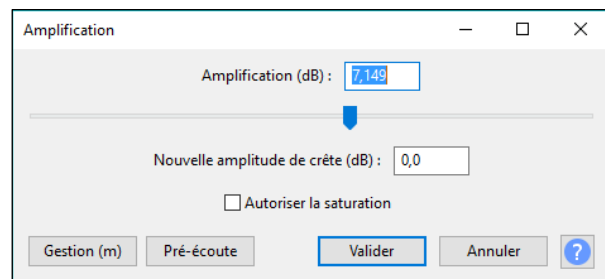 Amplification
Amplification (dB) : 7,149
Nouvelle amplitude de crête (dB) : 0,0
Autoriser la saturation
Gestion (m) Pré-écoute Valider Annuler ?